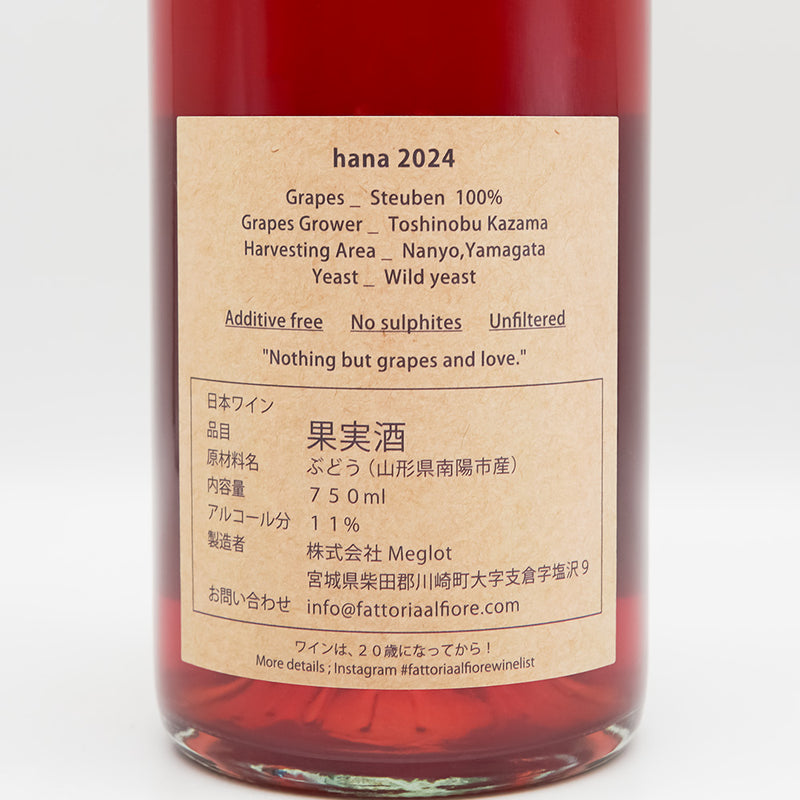 hana 2024
Grapes _ Steuben 100%
Grapes Grower _ Toshinobu Kazama
Harvesting Area _ Nanyo,Yamagata
Yeast _ Wild yeast
Additive free No sulphites Unfiltered
"Nothing but grapes and love."
日本ワイン
品目 果実酒
原材料名 ぶどう（山形県南陽市産）
内容量 ７５０ml
アルコール分 １１%
製造者 株式会社 Meglot
宮城県柴田郡川崎町大字支倉字塩沢９
お問い合わせ info@fattoriaalfiore.com
ワインは、２０歳になってから！
More details ; Instagram #fattoriaalfiorewinelist